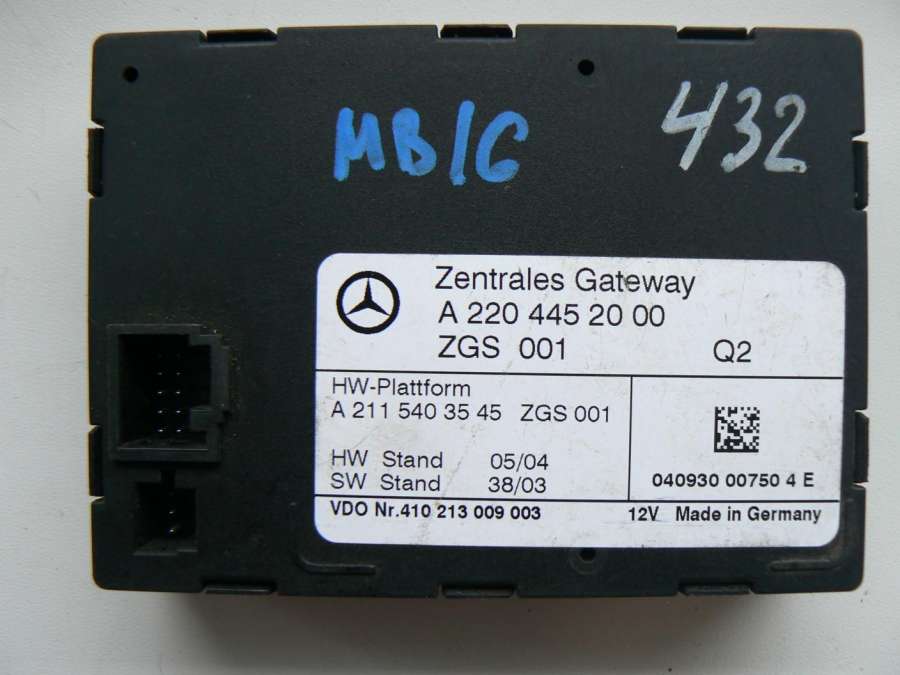 MB/G
432
Zentrales Gateway
A 220 445 20 00
ZGS 001 Q2
HW-Plattform
A 211 540 35 45 ZGS 001
HW Stand 05/04
SW Stand 38/03
040930 00750 4 E
VDO Nr.410 213 009 003 12V Made in Germany